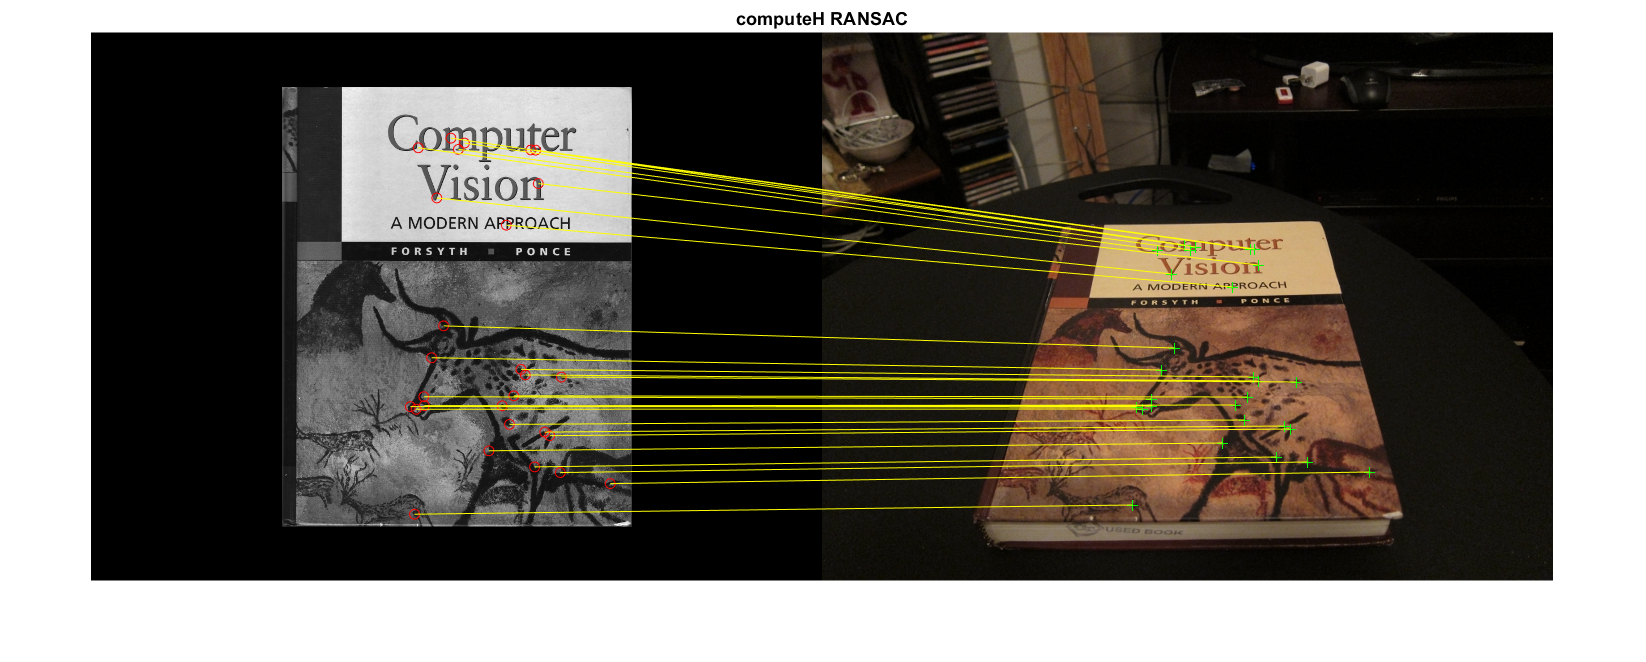 computeH RANSAC
Computer
Vision
A MODERN APPROACH
FORSYTH ▪ PONCE
Computer
Vision
A MODERN APPROACH
FORSYTH ▪ PONCE
USED BOOK